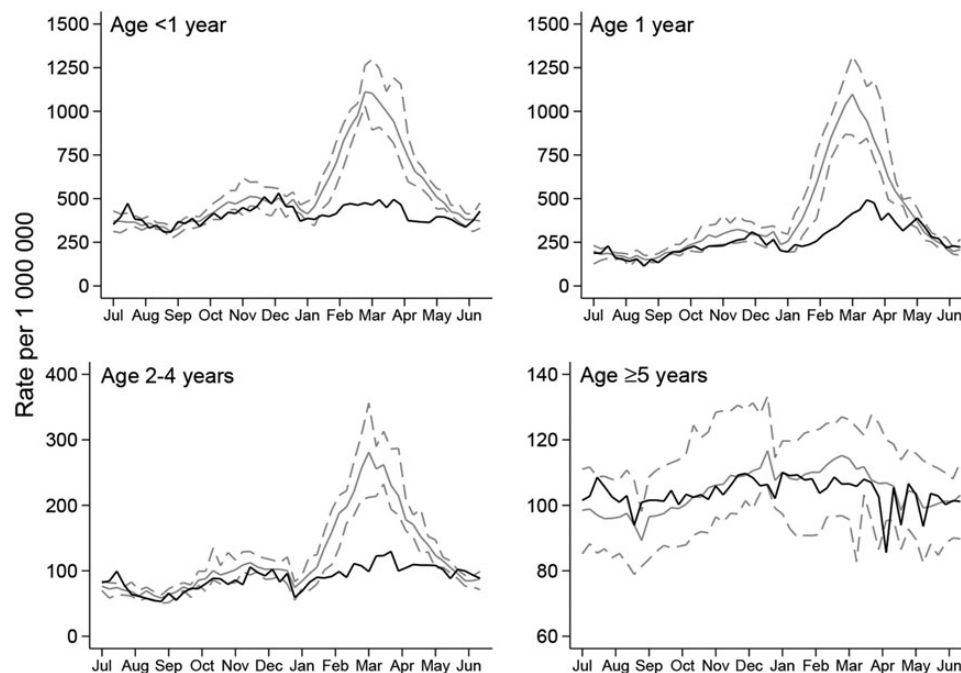 Rate per 1 000 000
Age <1 year
1500
1250
1000
750
500
250
0
Jul Aug Sep Oct Nov Dec Jan Feb Mar Apr May Jun
Age 1 year
1500
1250
1000
750
500
250
0
Jul Aug Sep Oct Nov Dec Jan Feb Mar Apr May Jun
Age 2-4 years
400
300
200
100
0
Jul Aug Sep Oct Nov Dec Jan Feb Mar Apr May Jun
Age ≥5 years
140
120
100
80
60
Jul Aug Sep Oct Nov Dec Jan Feb Mar Apr May Jun